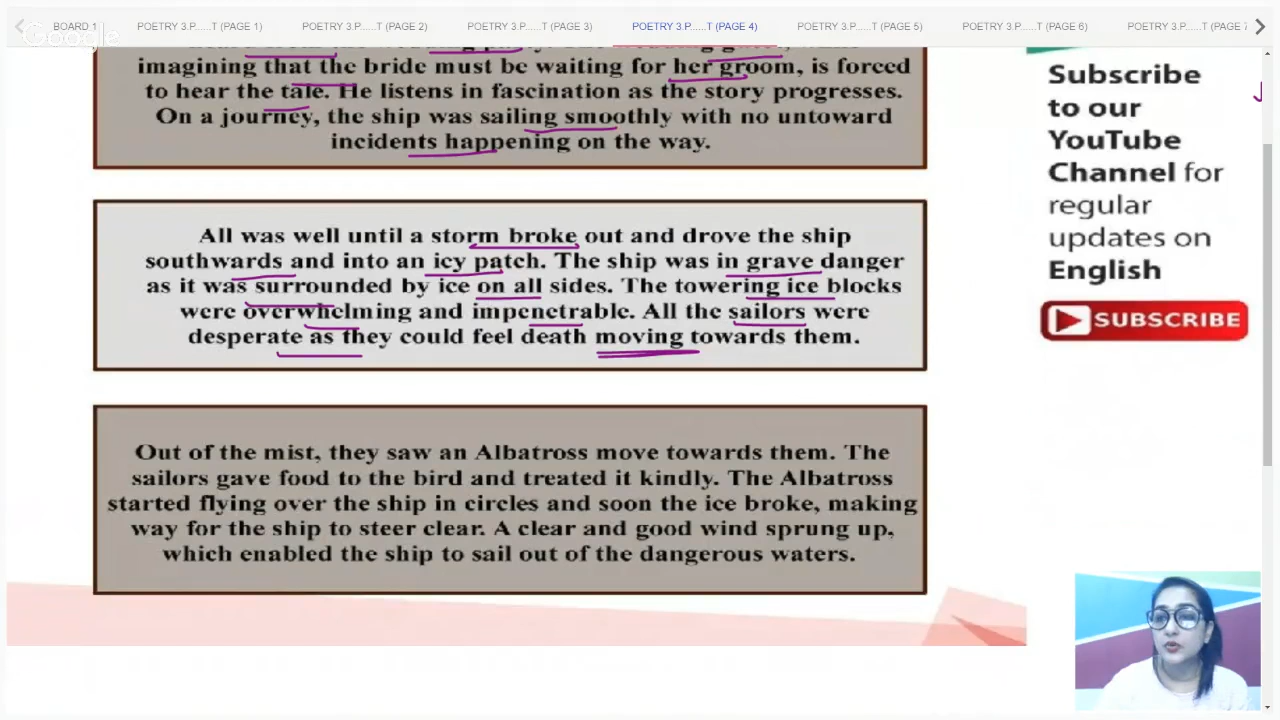 BOARD 1
POETRY 3.P......T (PAGE 1)
POETRY 3.P......T (PAGE 2)
POETRY 3.P......T (PAGE 3)
POETRY 3.P......T (PAGE 4)
POETRY 3.P......T (PAGE 5)
POETRY 3.P......T (PAGE 6)
POETRY 3.P......T (PAGE 7
Google
imagining that the bride must be waiting for her groom, is forced
to hear the tale. He listens in fascination as the story progresses.
On a journey, the ship was sailing smoothly with no untoward
incidents happening on the way.
All was well until a storm broke out and drove the ship
southwards and into an icy patch. The ship was in grave danger
as it was surrounded by ice on all sides. The towering ice blocks
were overwhelming and impenetrable. All the sailors were
desperate as they could feel death moving towards them.
Out of the mist, they saw an Albatross move towards them. The
sailors gave food to the bird and treated it kindly. The Albatross
started flying over the ship in circles and soon the ice broke, making
way for the ship to steer clear. A clear and good wind sprung up,
which enabled the ship to sail out of the dangerous waters.
Subscribe
to our
YouTube
Channel for
regular
updates on
English
SUBSCRIBE